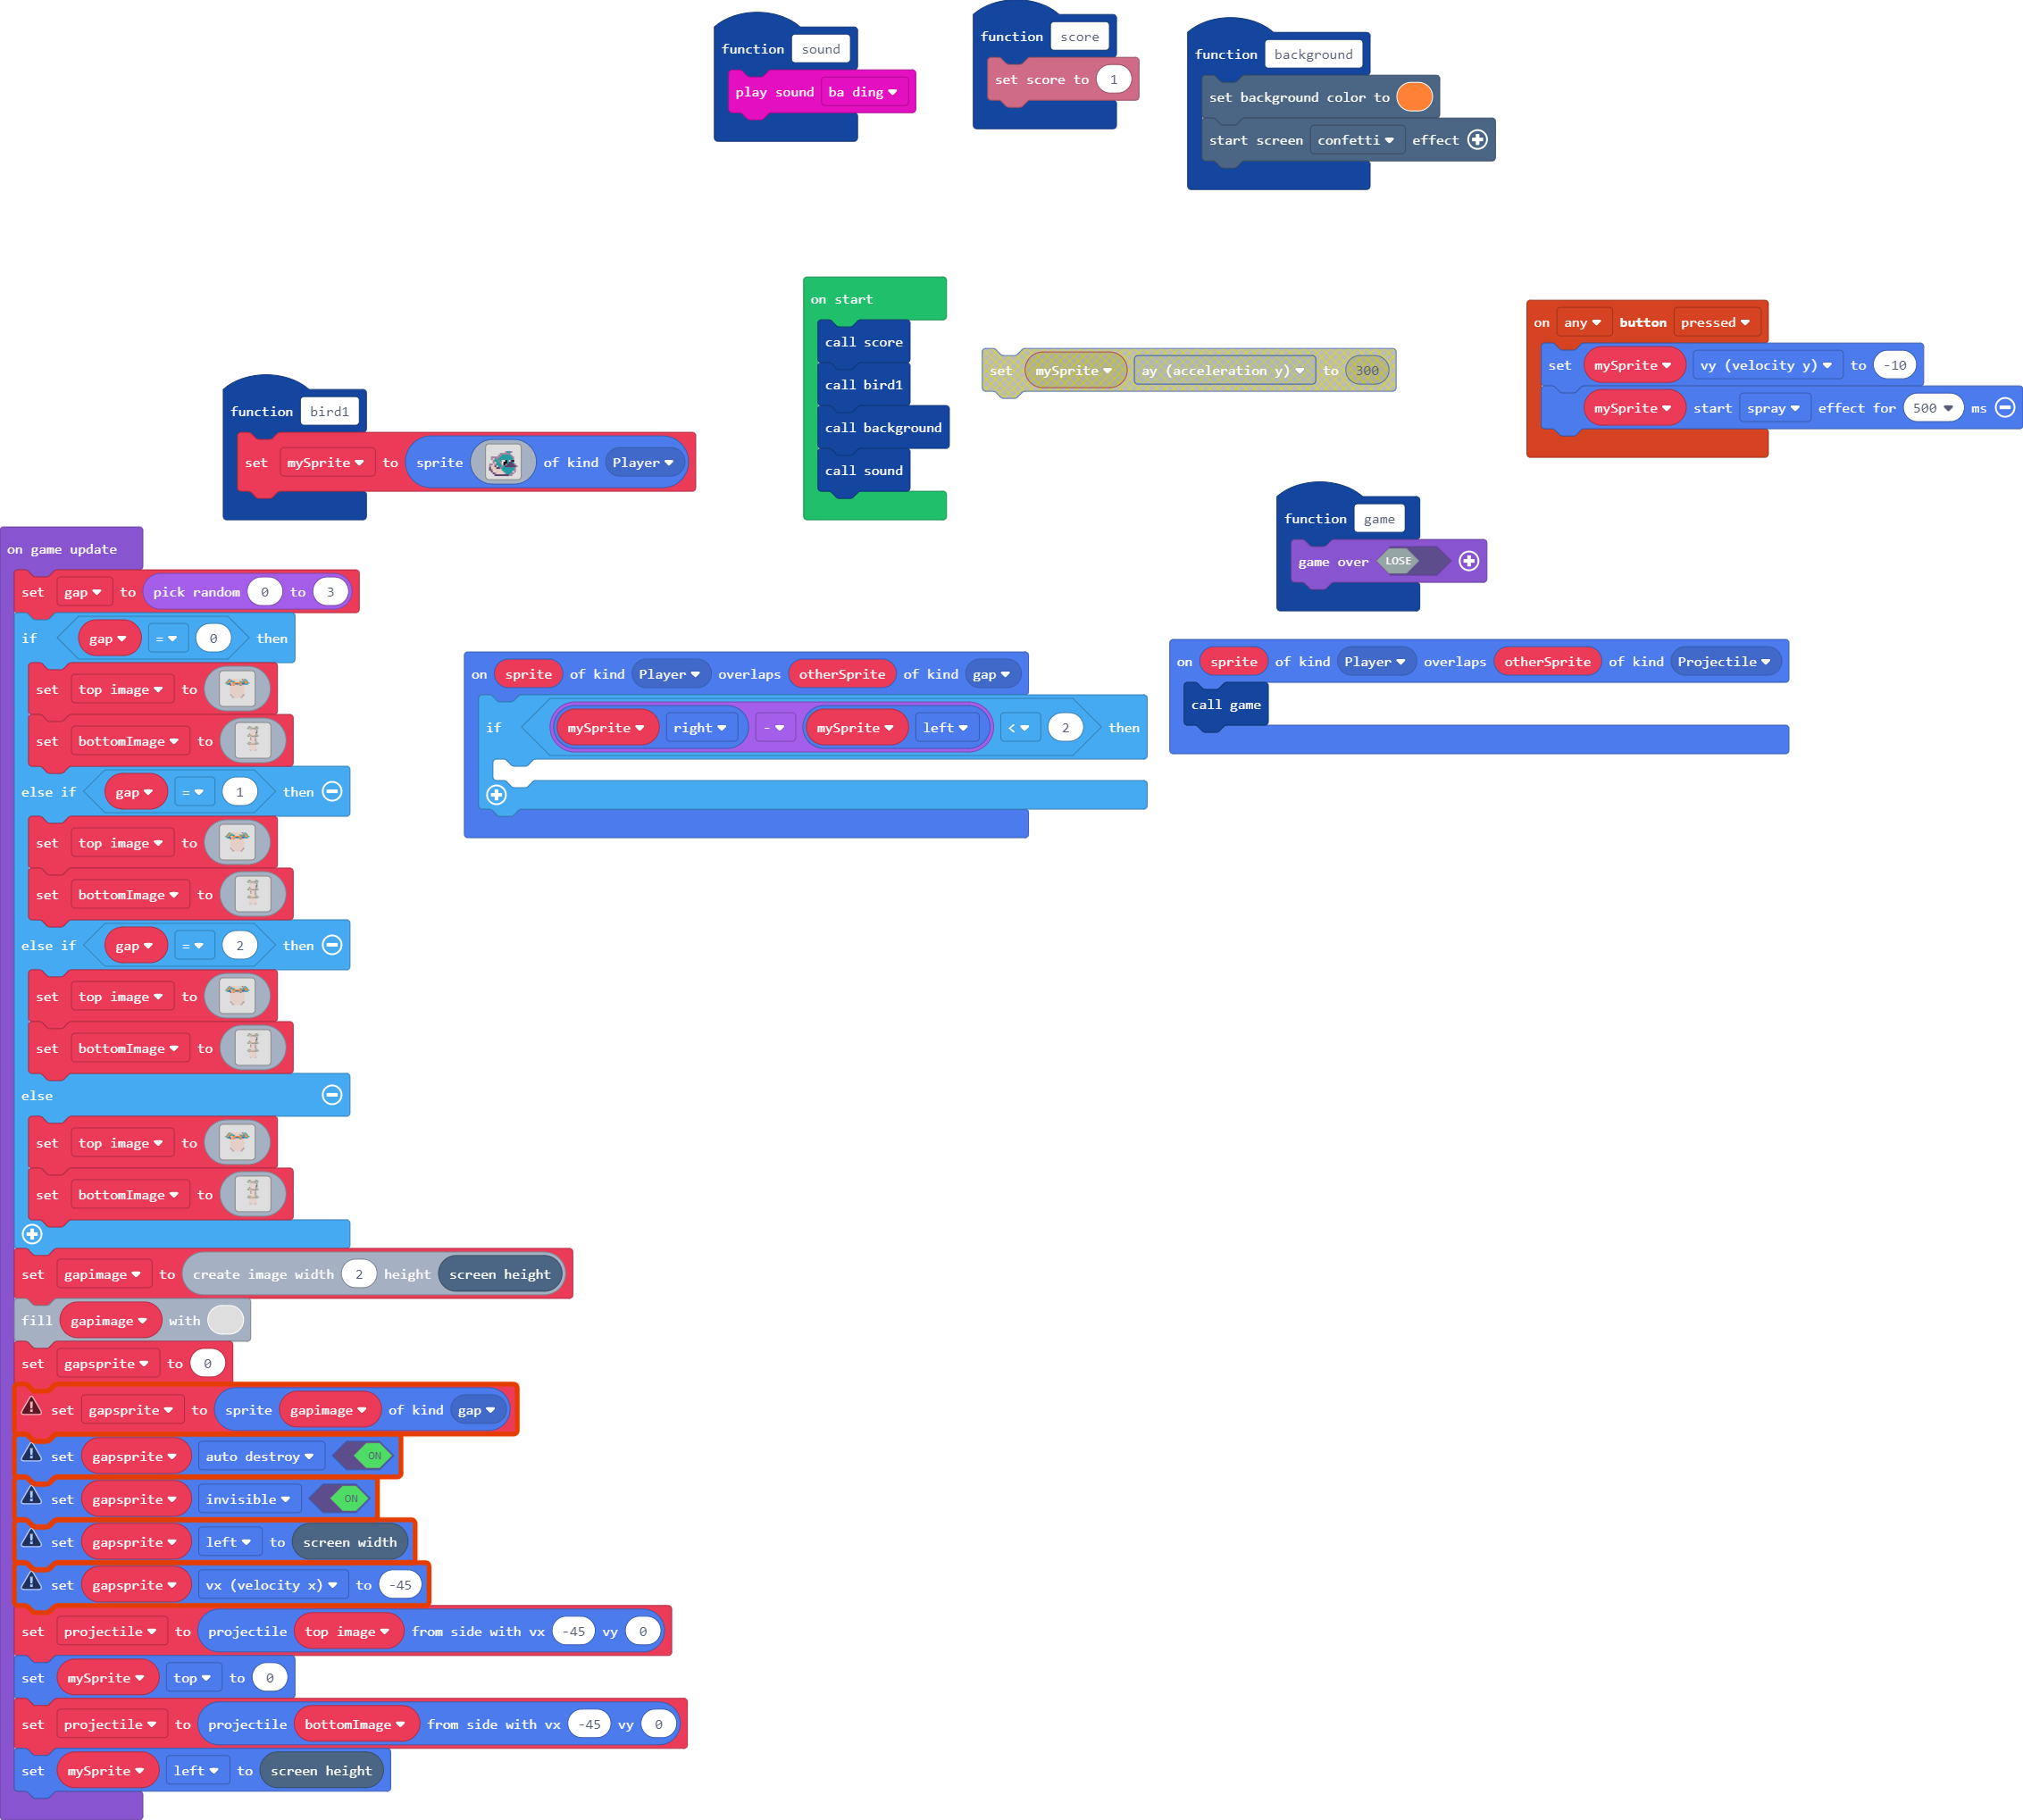 function sound
play sound ba ding
function score
set score to 1
function background
set background color to
start screen confetti effect
on start
call score
call bird1
call background
call sound
set mySprite ay (acceleration y) to 300
on any button pressed
set mySprite vy (velocity y) to -10
mySprite start spray effect for 500 ms
function bird1
set mySprite to sprite of kind Player
function game
game over LOSE
on sprite of kind Player overlaps otherSprite of kind gap
if mySprite right - mySprite left < 2 then
on sprite of kind Player overlaps otherSprite of kind Projectile
call game
on game update
set gap to pick random 0 to 3
if gap = 0 then
set top image to
set bottomImage to
else if gap = 1 then
set top image to
set bottomImage to
else if gap = 2 then
set top image to
set bottomImage to
else
set top image to
set bottomImage to
set gapimage to create image width 2 height screen height
fill gapimage with
set gapsprite to 0
set gapsprite to sprite gapimage of kind gap
set gapsprite auto destroy ON
set gapsprite invisible ON
set gapsprite left to screen width
set gapsprite vx (velocity x) to -45
set projectile to projectile top image from side with vx -45 vy 0
set mySprite top to 0
set projectile to projectile bottomImage from side with vx -45 vy 0
set mySprite left to screen height